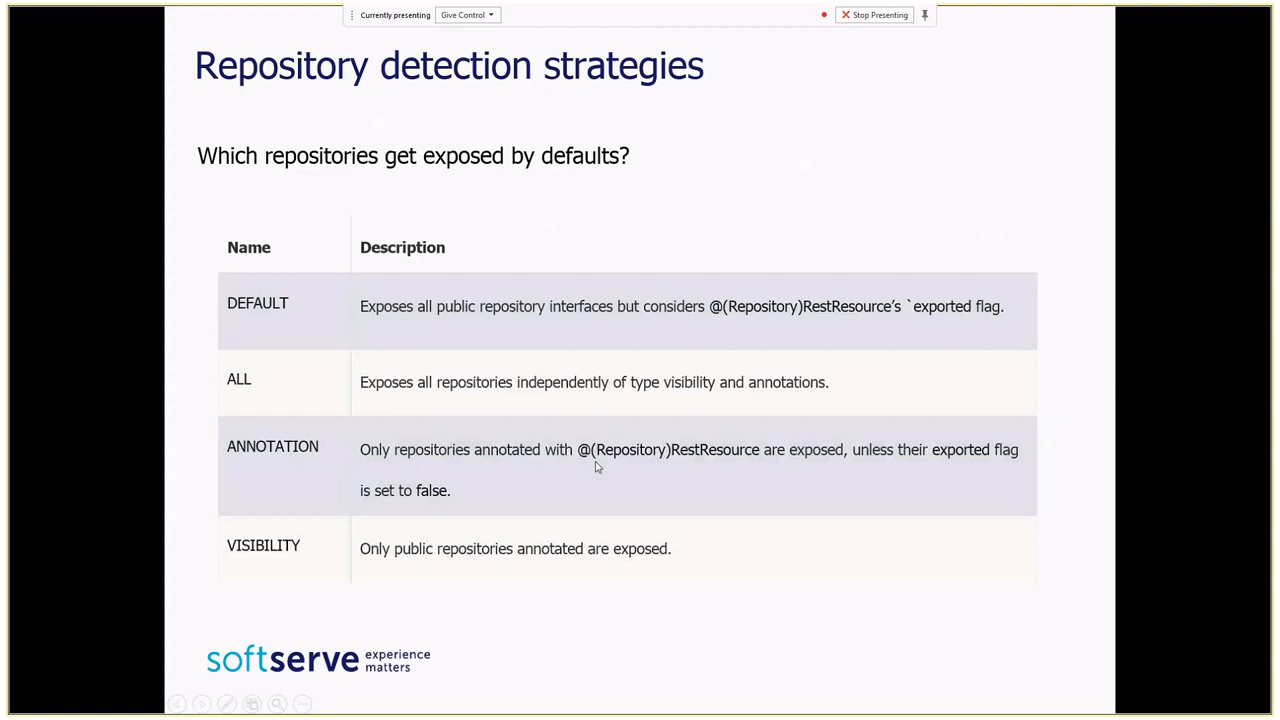 Currently presenting Give Control Stop Presenting
Repository detection strategies
Which repositories get exposed by defaults?
Name Description
DEFAULT Exposes all public repository interfaces but considers @(Repository)RestResource’s `exported flag.
ALL Exposes all repositories independently of type visibility and annotations.
ANNOTATION Only repositories annotated with @(Repository)RestResource are exposed, unless their exported flag
is set to false.
VISIBILITY Only public repositories annotated are exposed.
softserve experience
matters